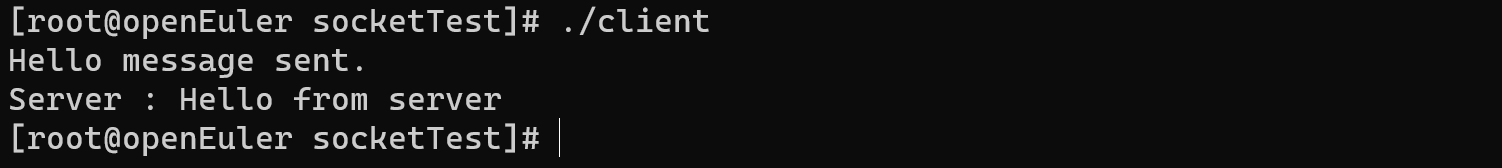 [root@openEuler socketTest]# ./client
Hello message sent.
Server : Hello from server
[root@openEuler socketTest]#